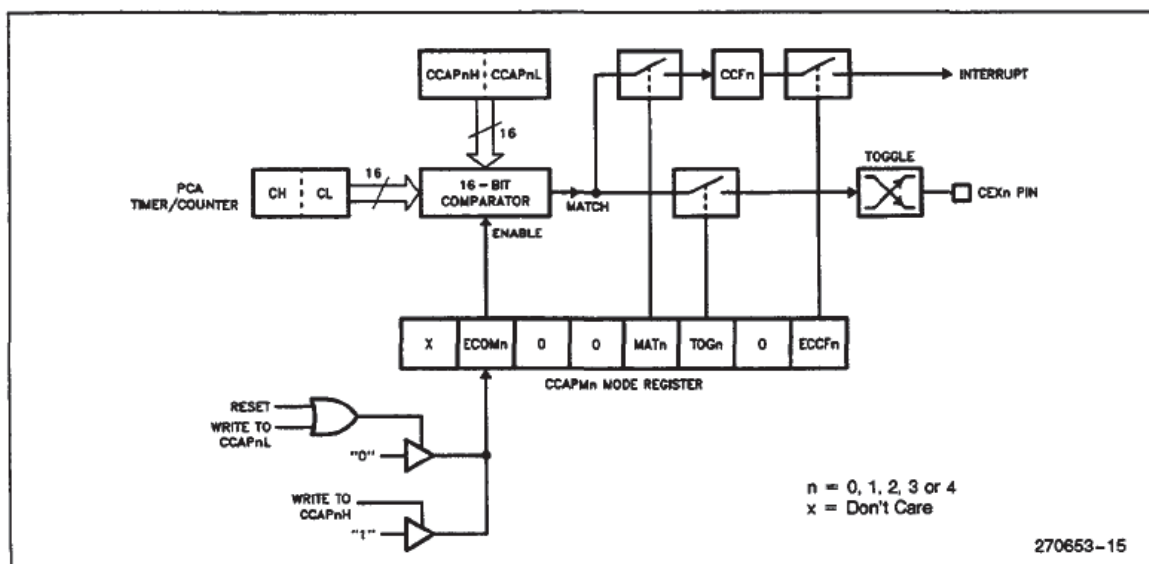 CCAPnH CCAPnL
CCFn
INTERRUPT
16
TOGGLE
PCA
TIMER/COUNTER
CH CL
16
16-BIT
COMPARATOR
MATCH
CEXn PIN
ENABLE
X ECOMn 0 0 MATn TOGn 0 ECCFn
CCAPMn MODE REGISTER
RESET
WRITE TO
CCAPnL
"0"
WRITE TO
CCAPnH
"1"
n = 0, 1, 2, 3 or 4
x = Don't Care
270653-15